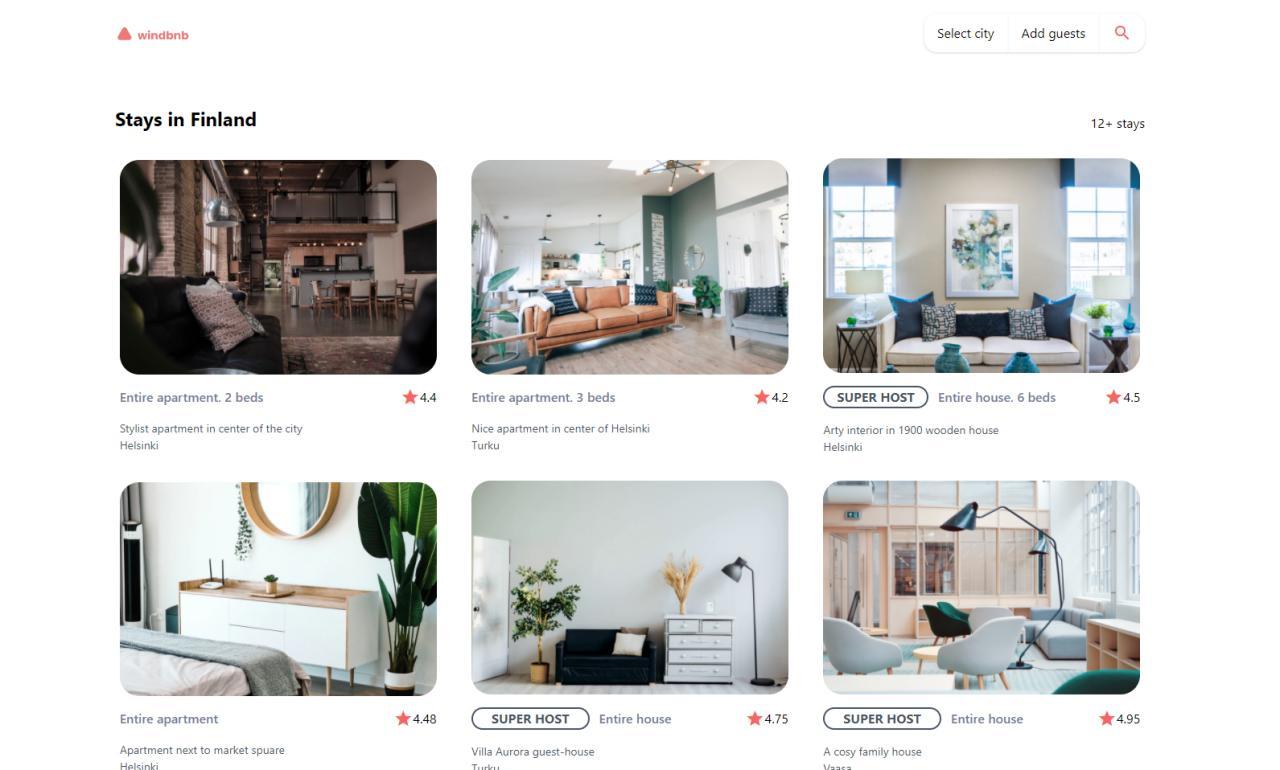 windbnb
Select city
Add guests
Stays in Finland
12+ stays
Entire apartment. 2 beds
4.4
Stylist apartment in center of the city
Helsinki
Entire apartment. 3 beds
4.2
Nice apartment in center of Helsinki
Turku
SUPER HOST
Entire house. 6 beds
4.5
Arty interior in 1900 wooden house
Helsinki
Entire apartment
4.48
Apartment next to market spuare
Helsinki
SUPER HOST
Entire house
4.75
Villa Aurora guest-house
Turku
SUPER HOST
Entire house
4.95
A cosy family house
Vaasa